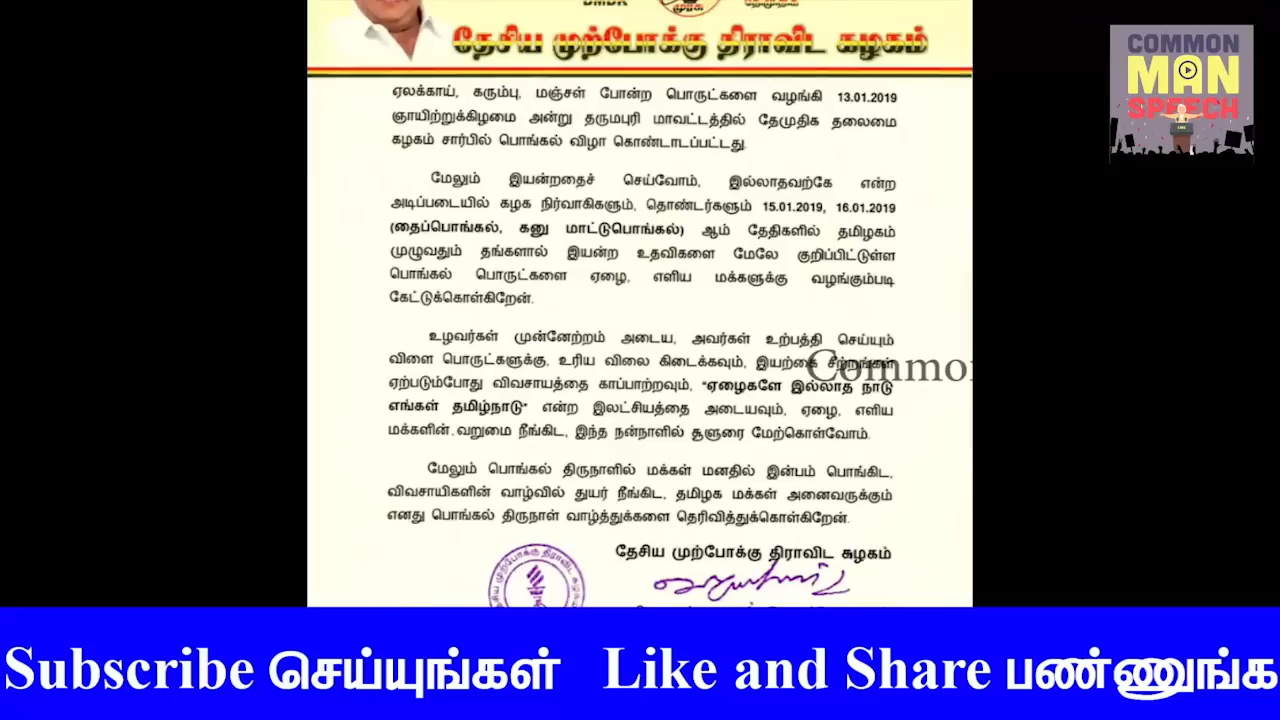 DMDK
முரசு
தேமுதிக
தேசிய முற்போக்கு திராவிட கழகம்
COMMON
MAN
SPEECH
ஏலக்காய், கரும்பு, மஞ்சள் போன்ற பொருட்களை வழங்கி 13.01.2019
ஞாயிற்றுக்கிழமை அன்று தருமபுரி மாவட்டத்தில் தேமுதிக தலைமை
கழகம் சார்பில் பொங்கல் விழா கொண்டாடப்பட்டது.
மேலும் இயன்றதைச் செய்வோம், இல்லாதவற்கே என்ற
அடிப்படையில் கழக நிர்வாகிகளும், தொண்டர்களும் 15.01.2019, 16.01.2019
(தைப்பொங்கல், கனு மாட்டுபொங்கல்) ஆம் தேதிகளில் தமிழகம்
முழுவதும் தங்களால் இயன்ற உதவிகளை மேலே குறிப்பிட்டுள்ள
பொங்கல் பொருட்களை ஏழை, எளிய மக்களுக்கு வழங்கும்படி
கேட்டுக்கொள்கிறேன்.
உழவர்கள் முன்னேற்றம் அடைய, அவர்கள் உற்பத்தி செய்யும்
விளை பொருட்களுக்கு, உரிய விலை கிடைக்கவும், இயற்கை சீற்றங்கள்
Common
ஏற்படும்போது விவசாயத்தை காப்பாற்றவும், "ஏழைகளே இல்லாத நாடு
எங்கள் தமிழ்நாடு" என்ற இலட்சியத்தை அடையவும், ஏழை, எளிய
மக்களின் வறுமை நீங்கிட, இந்த நன்நாளில் சூளுரை மேற்கொள்வோம்.
மேலும் பொங்கல் திருநாளில் மக்கள் மனதில் இன்பம் பொங்கிட,
விவசாயிகளின் வாழ்வில் துயர் நீங்கிட, தமிழக மக்கள் அனைவருக்கும்
எனது பொங்கல் திருநாள் வாழ்த்துக்களை தெரிவித்துக்கொள்கிறேன்.
தேசிய முற்போக்கு திராவிட கழகம்
தேசிய முற்போக்கு திராவிட கழகம்
Subscribe செய்யுங்கள் Like and Share பண்ணுங்க